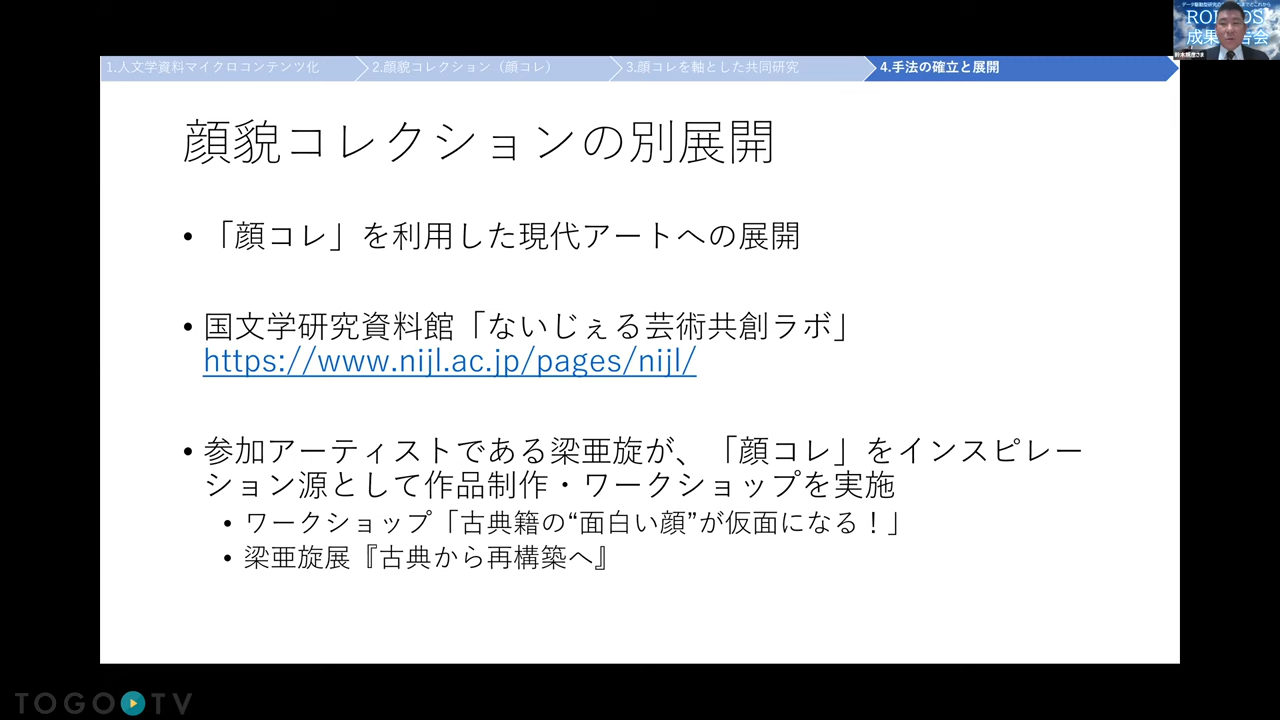 データ駆動型研究の
成果
1.人文学資料マイクロコンテンツ化
2.顔貌コレクション（顔コレ）
3.顔コレを軸とした共同研究
4.手法の確立と展開
顔貌コレクションの別展開
• 「顔コレ」を利用した現代アートへの展開
• 国文学研究資料館「ないじぇる芸術共創ラボ」
https://www.nijl.ac.jp/pages/nijl/
• 参加アーティストである梁亜旋が、「顔コレ」をインスピレー
ション源として作品制作・ワークショップを実施
• ワークショップ「古典籍の“面白い顔”が仮面になる！」
• 梁亜旋展『古典から再構築へ』
TOGO TV